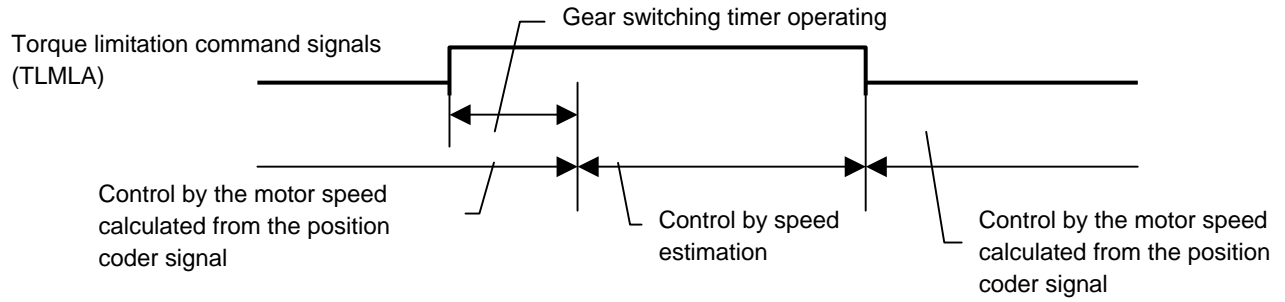 Gear switching timer operating
Torque limitation command signals
(TLMLA)
Control by the motor speed
calculated from the position
coder signal
Control by speed
estimation
Control by the motor speed
calculated from the position
coder signal